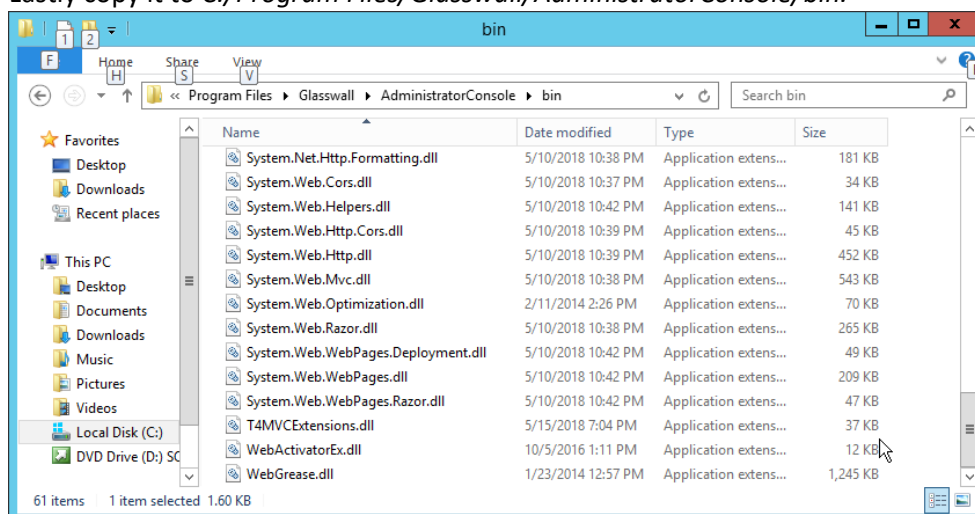 Lastly copy it to C:/Program Files/Glasswall/AdministratorConsole/bin.
1 2 bin
F Home Share View
H S V
« Program Files ▸ Glasswall ▸ AdministratorConsole ▸ bin Search bin
Favorites
Desktop
Downloads
Recent places
This PC
Desktop
Documents
Downloads
Music
Pictures
Videos
Local Disk (C:)
DVD Drive (D:) SC
Name Date modified Type Size
System.Net.Http.Formatting.dll 5/10/2018 10:38 PM Application extens... 181 KB
System.Web.Cors.dll 5/10/2018 10:37 PM Application extens... 34 KB
System.Web.Helpers.dll 5/10/2018 10:42 PM Application extens... 141 KB
System.Web.Http.Cors.dll 5/10/2018 10:39 PM Application extens... 45 KB
System.Web.Http.dll 5/10/2018 10:39 PM Application extens... 452 KB
System.Web.Mvc.dll 5/10/2018 10:38 PM Application extens... 543 KB
System.Web.Optimization.dll 2/11/2014 2:26 PM Application extens... 70 KB
System.Web.Razor.dll 5/10/2018 10:38 PM Application extens... 265 KB
System.Web.WebPages.Deployment.dll 5/10/2018 10:42 PM Application extens... 49 KB
System.Web.WebPages.dll 5/10/2018 10:42 PM Application extens... 209 KB
System.Web.WebPages.Razor.dll 5/10/2018 10:42 PM Application extens... 47 KB
T4MVCExtensions.dll 5/15/2018 7:04 PM Application extens... 37 KB
WebActivatorEx.dll 10/5/2016 1:11 PM Application extens... 12 KB
WebGrease.dll 1/23/2014 12:57 PM Application extens... 1,245 KB
61 items 1 item selected 1.60 KB